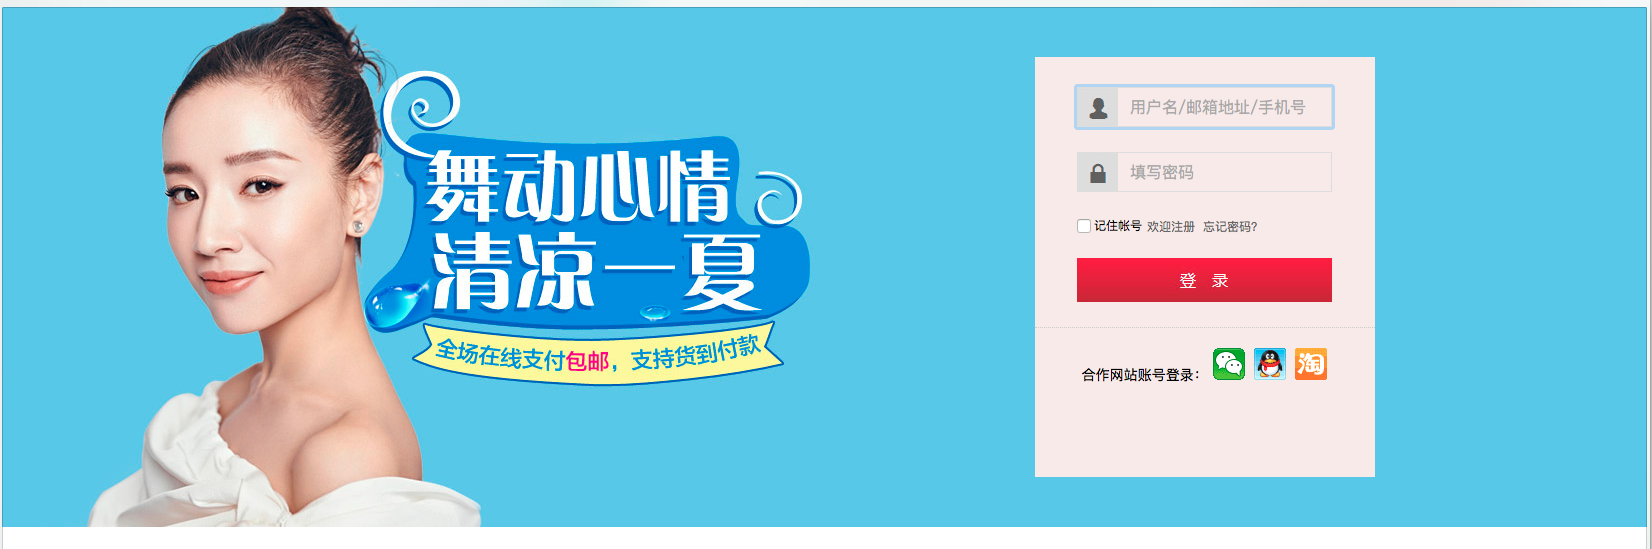 舞动心情
清凉一夏
全场在线支付包邮，支持货到付款
用户名/邮箱地址/手机号
填写密码
记住帐号 欢迎注册 忘记密码?
登 录
合作网站账号登录：
淘